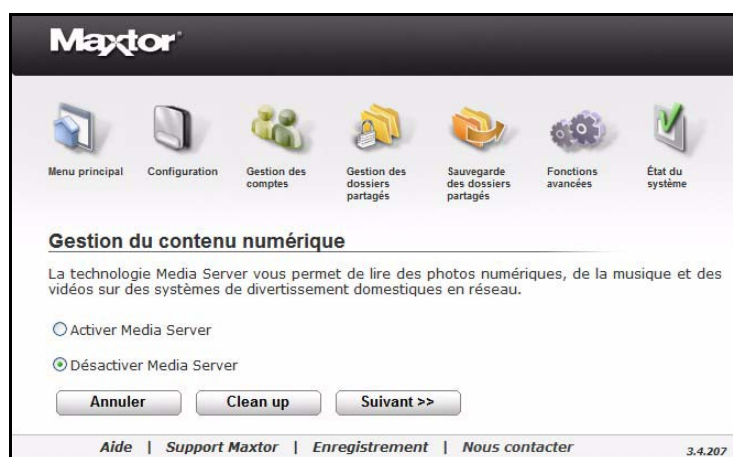 Maxtor
Menu principal
Configuration
Gestion des
comptes
Gestion des
dossiers
partagés
Sauvegarde
des dossiers
partagés
Fonctions
avancées
État du
système
Gestion du contenu numérique
La technologie Media Server vous permet de lire des photos numériques, de la musique et des
vidéos sur des systèmes de divertissement domestiques en réseau.
Activer Media Server
Désactiver Media Server
Annuler Clean up Suivant >>
Aide | Support Maxtor | Enregistrement | Nous contacter 3.4.207